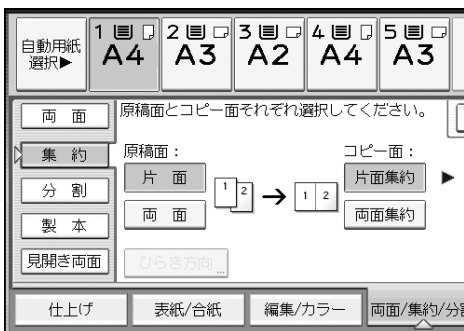 自動用紙
選択▶
1
A4
2
A3
3
A2
4
A4
5
A3
両 面
原稿面とコピー面それぞれ選択してください。
集 約
原稿面：
コピー面：
分 割
片 面
1
2
→
1
2
片面集約
▶
製 本
両 面
両面集約
見開き両面
ひらき方向
仕上げ
表紙/合紙
編集/カラー
両面/集約/分